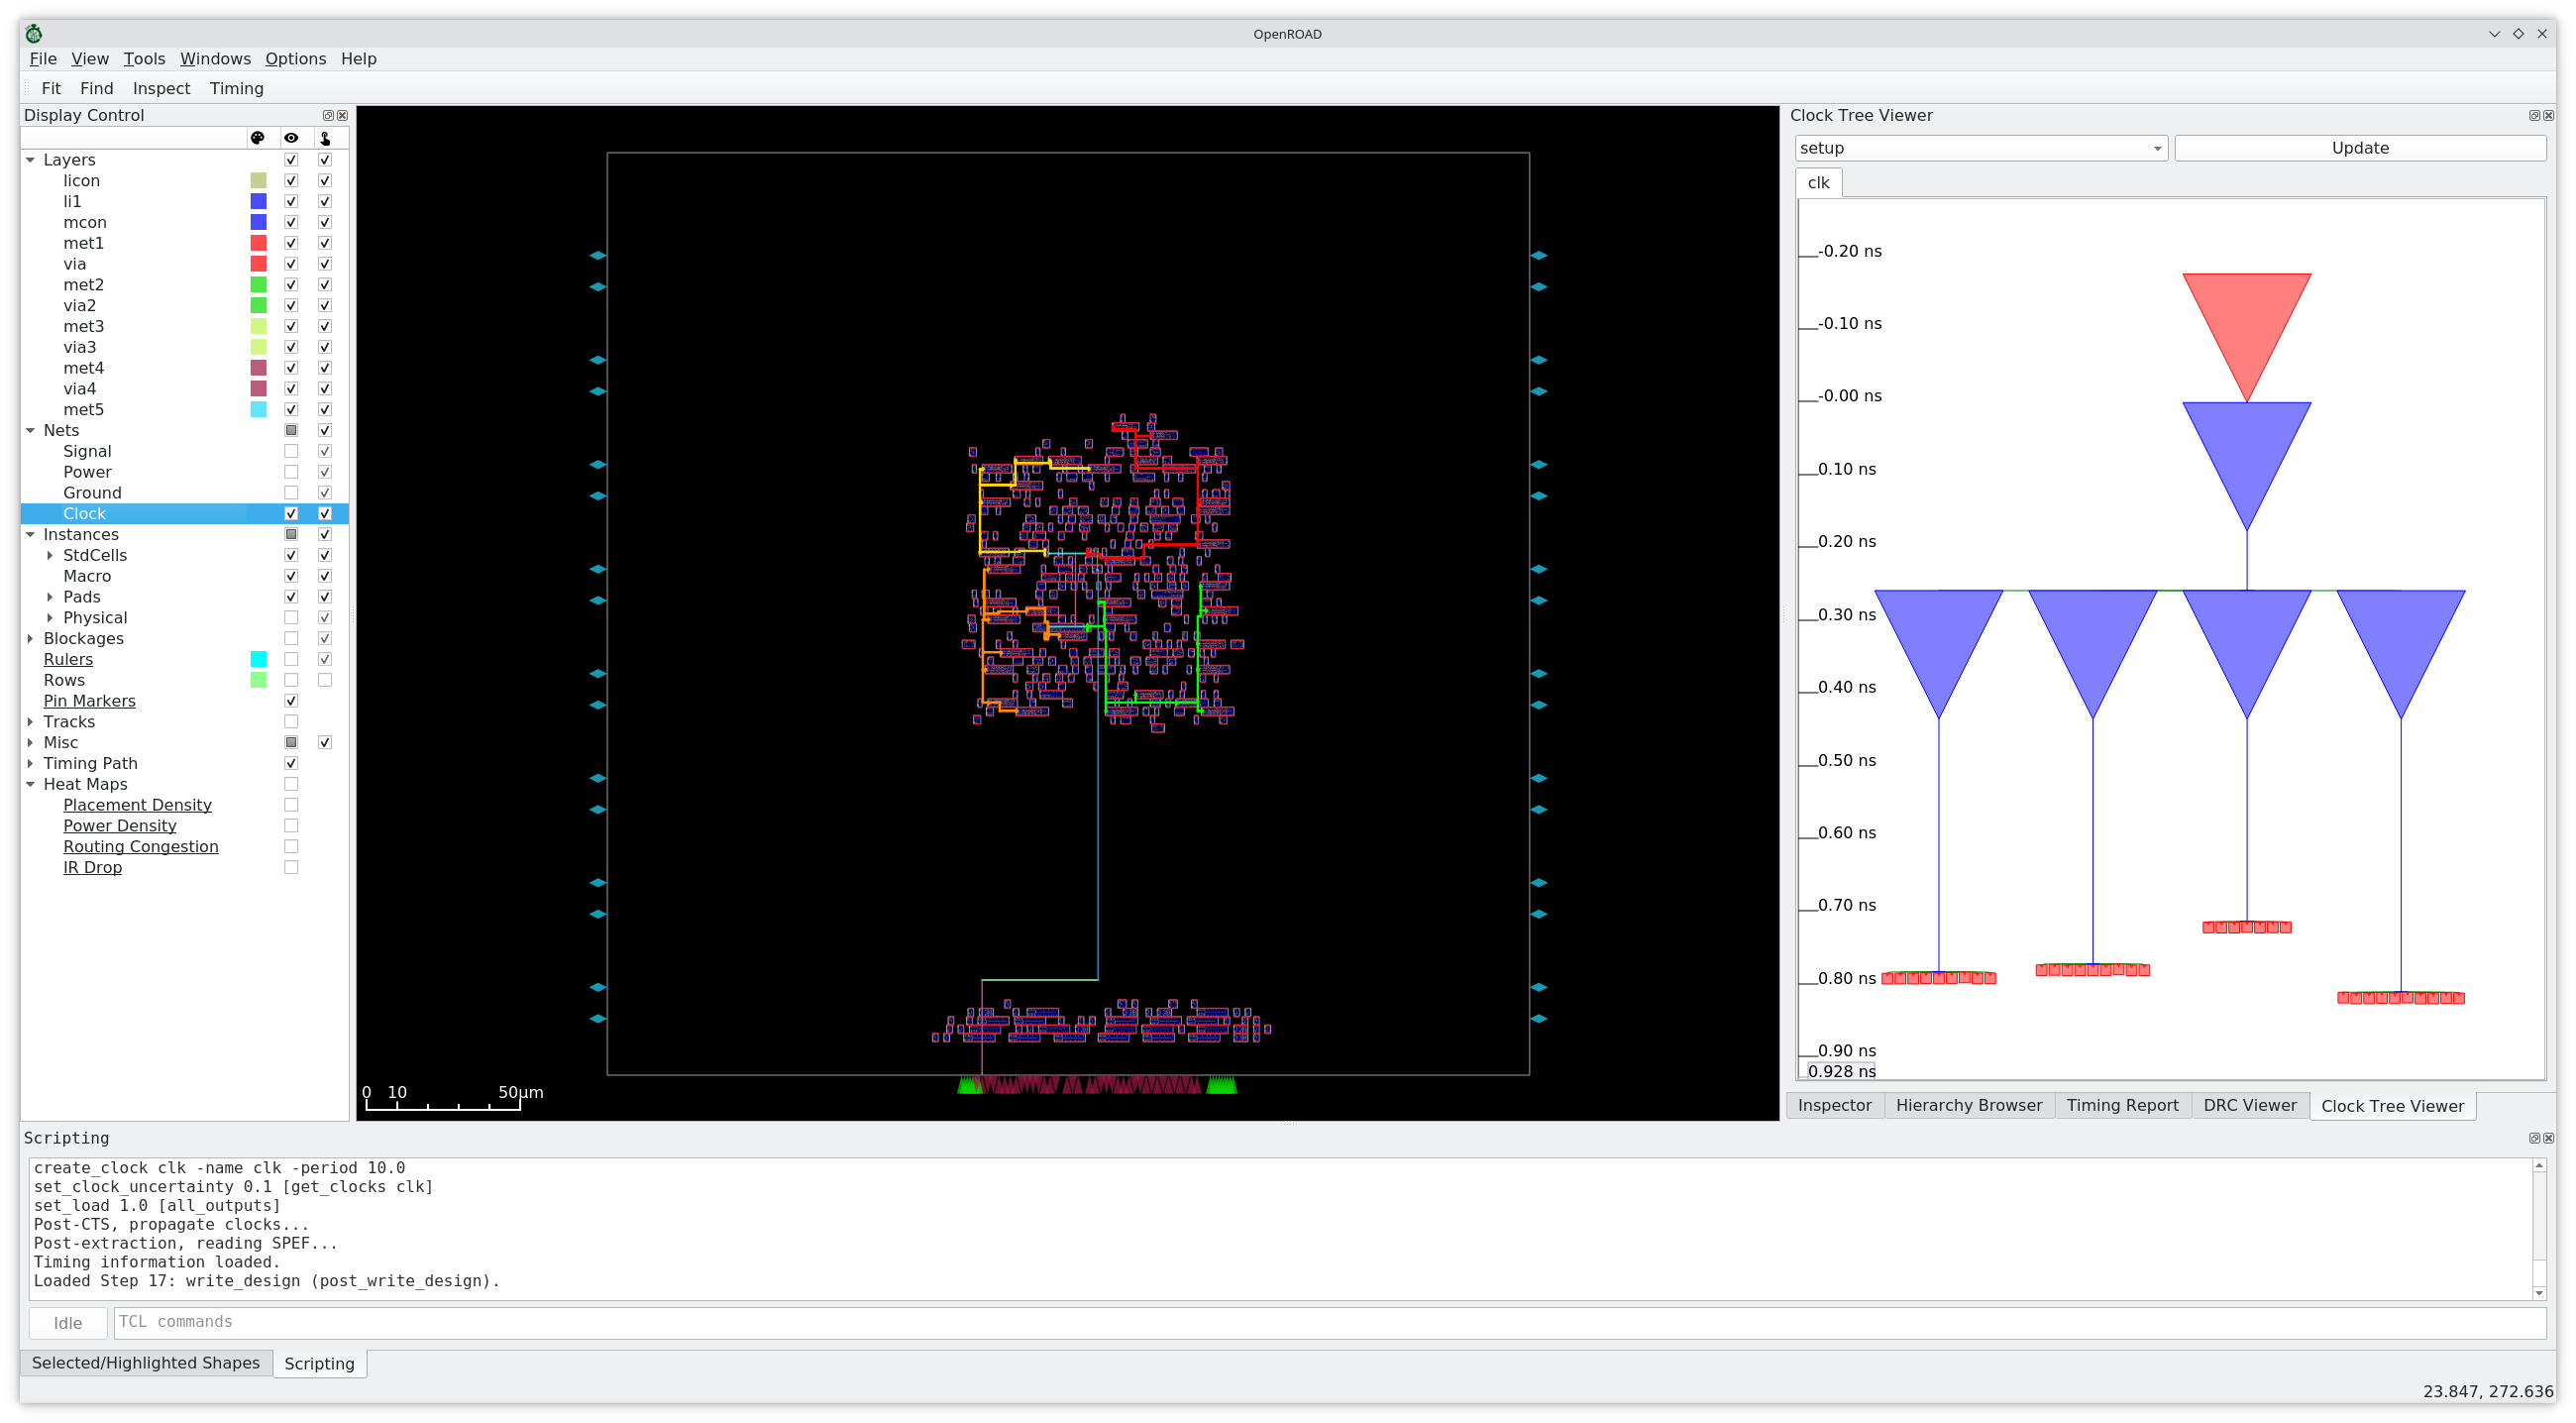 OpenROAD
File View Tools Windows Options Help
Fit Find Inspect Timing
Display Control
Layers
licon
li1
mcon
met1
via
met2
via2
met3
via3
met4
via4
met5
Nets
Signal
Power
Ground
Clock
Instances
StdCells
Macro
Pads
Physical
Blockages
Rulers
Rows
Pin Markers
Tracks
Misc
Timing Path
Heat Maps
Placement Density
Power Density
Routing Congestion
IR Drop
0 10 50μm
Clock Tree Viewer
setup Update
clk
-0.20 ns
-0.10 ns
-0.00 ns
0.10 ns
0.20 ns
0.30 ns
0.40 ns
0.50 ns
0.60 ns
0.70 ns
0.80 ns
0.90 ns
0.928 ns
Inspector Hierarchy Browser Timing Report DRC Viewer Clock Tree Viewer
Scripting
create_clock clk -name clk -period 10.0
set_clock_uncertainty 0.1 [get_clocks clk]
set_load 1.0 [all_outputs]
Post-CTS, propagate clocks...
Post-extraction, reading SPEF...
Timing information loaded.
Loaded Step 17: write_design (post_write_design).
Idle TCL commands
Selected/Highlighted Shapes Scripting
23.847, 272.636